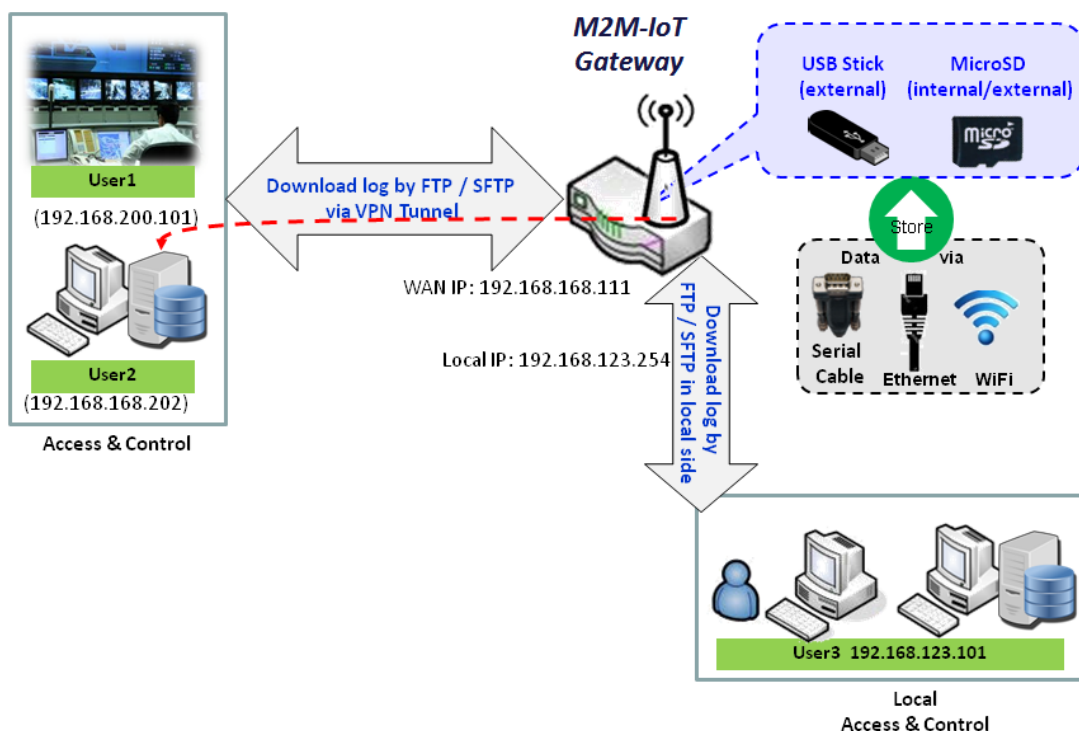 M2M-IoT
Gateway
USB Stick
(external)
MicroSD
(internal/external)
micro
SD
User1
(192.168.200.101)
Download log by FTP / SFTP
via VPN Tunnel
Store
Data via
Serial
Cable
Ethernet
WiFi
WAN IP: 192.168.168.111
Local IP: 192.168.123.254
User2
(192.168.168.202)
Access & Control
Download log by
FTP / SFTP in local side
User3 192.168.123.101
Local
Access & Control